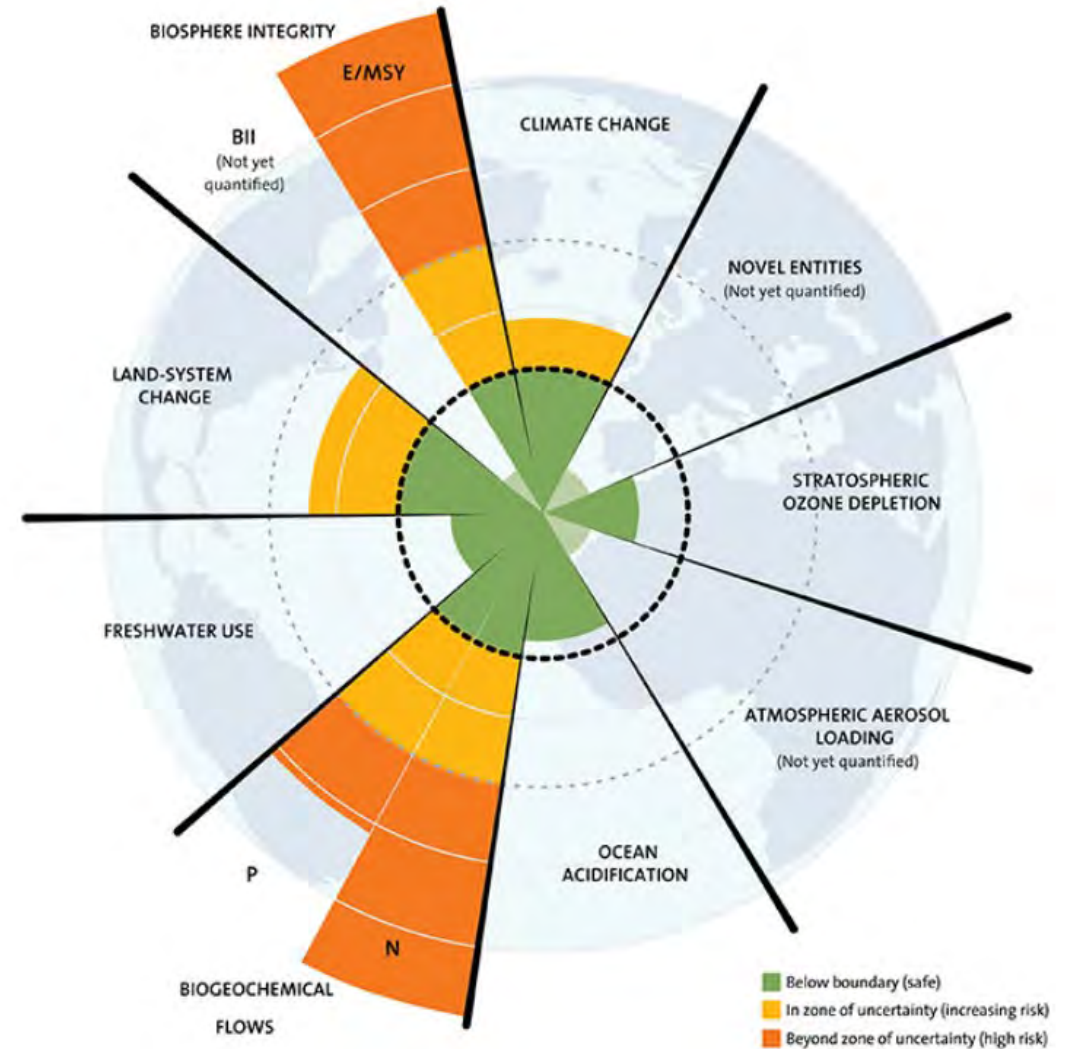 BIOSPHERE INTEGRITY
E/MSY
BII
(Not yet
quantified)
CLIMATE CHANGE
NOVEL ENTITIES
(Not yet quantified)
LAND-SYSTEM
CHANGE
STRATOSPHERIC
OZONE DEPLETION
FRESHWATER USE
ATMOSPHERIC AEROSOL
LOADING
(Not yet quantified)
OCEAN
ACIDIFICATION
P
N
BIOGEOCHEMICAL
FLOWS
Below boundary (safe)
In zone of uncertainty (increasing risk)
Beyond zone of uncertainty (high risk)